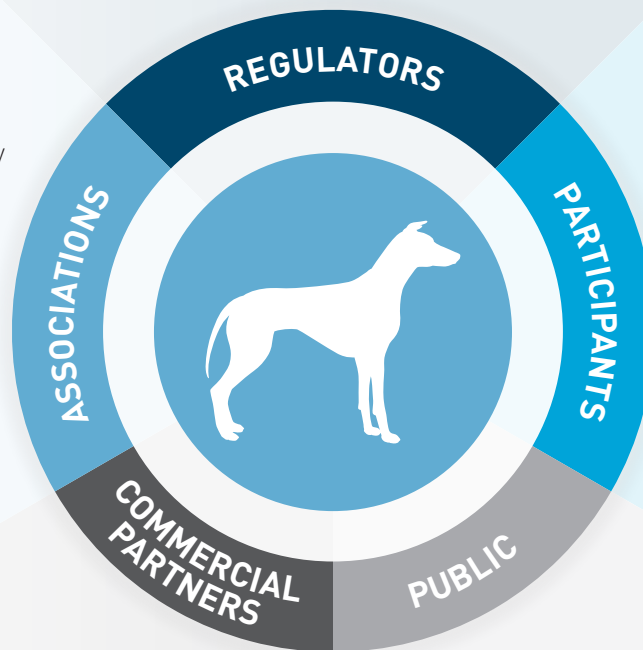 REGULATORS
PARTICIPANTS
PUBLIC
COMMERCIAL
PARTNERS
ASSOCIATIONS